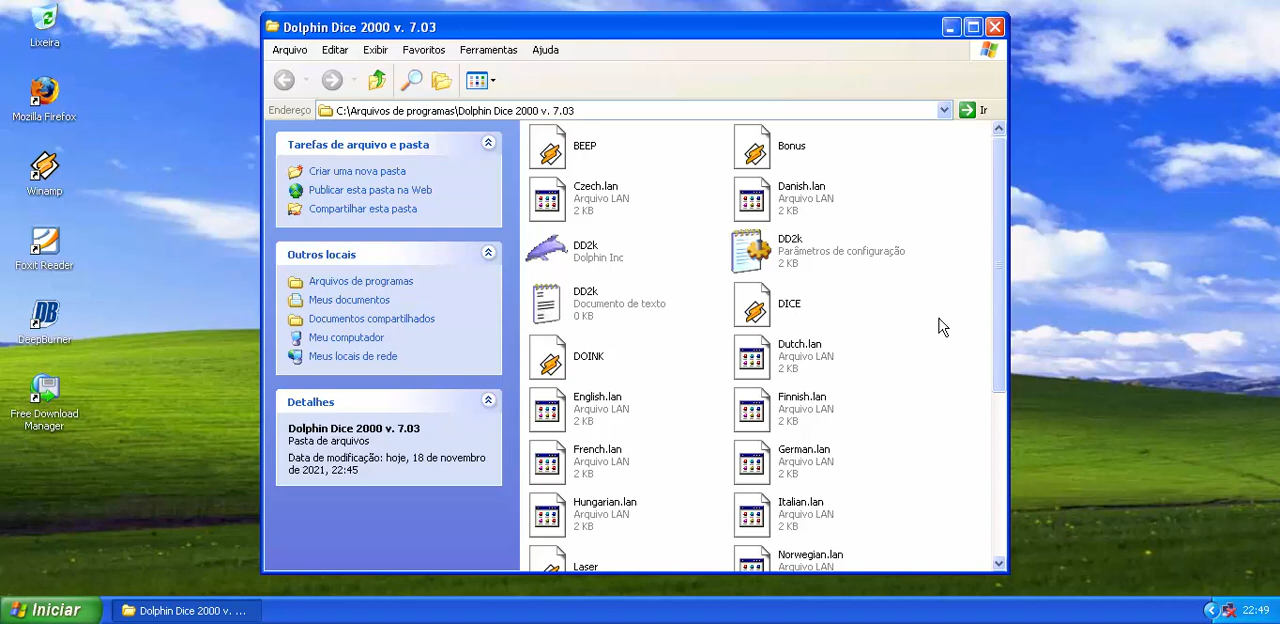 Lixeira
Mozilla Firefox
Winamp
Foxit Reader
DeepBurner
Free Download
Manager
Dolphin Dice 2000 v. 7.03
Arquivo Editar Exibir Favoritos Ferramentas Ajuda
Endereço C:\Arquivos de programas\Dolphin Dice 2000 v. 7.03 Ir
Tarefas de arquivo e pasta
Criar uma nova pasta
Publicar esta pasta na Web
Compartilhar esta pasta
Outros locais
Arquivos de programas
Meus documentos
Documentos compartilhados
Meu computador
Meus locais de rede
Detalhes
Dolphin Dice 2000 v. 7.03
Pasta de arquivos
Data de modificação: hoje, 18 de novembro
de 2021, 22:45
BEEP
Bonus
Czech.lan
Arquivo LAN
2 KB
Danish.lan
Arquivo LAN
2 KB
DD2k
Dolphin Inc
DD2k
Parâmetros de configuração
2 KB
DD2k
Documento de texto
0 KB
DICE
DOINK
Dutch.lan
Arquivo LAN
2 KB
English.lan
Arquivo LAN
2 KB
Finnish.lan
Arquivo LAN
2 KB
French.lan
Arquivo LAN
2 KB
German.lan
Arquivo LAN
2 KB
Hungarian.lan
Arquivo LAN
2 KB
Italian.lan
Arquivo LAN
2 KB
Laser
Norwegian.lan
Arquivo LAN
Iniciar
Dolphin Dice 2000 v. ...
22:49